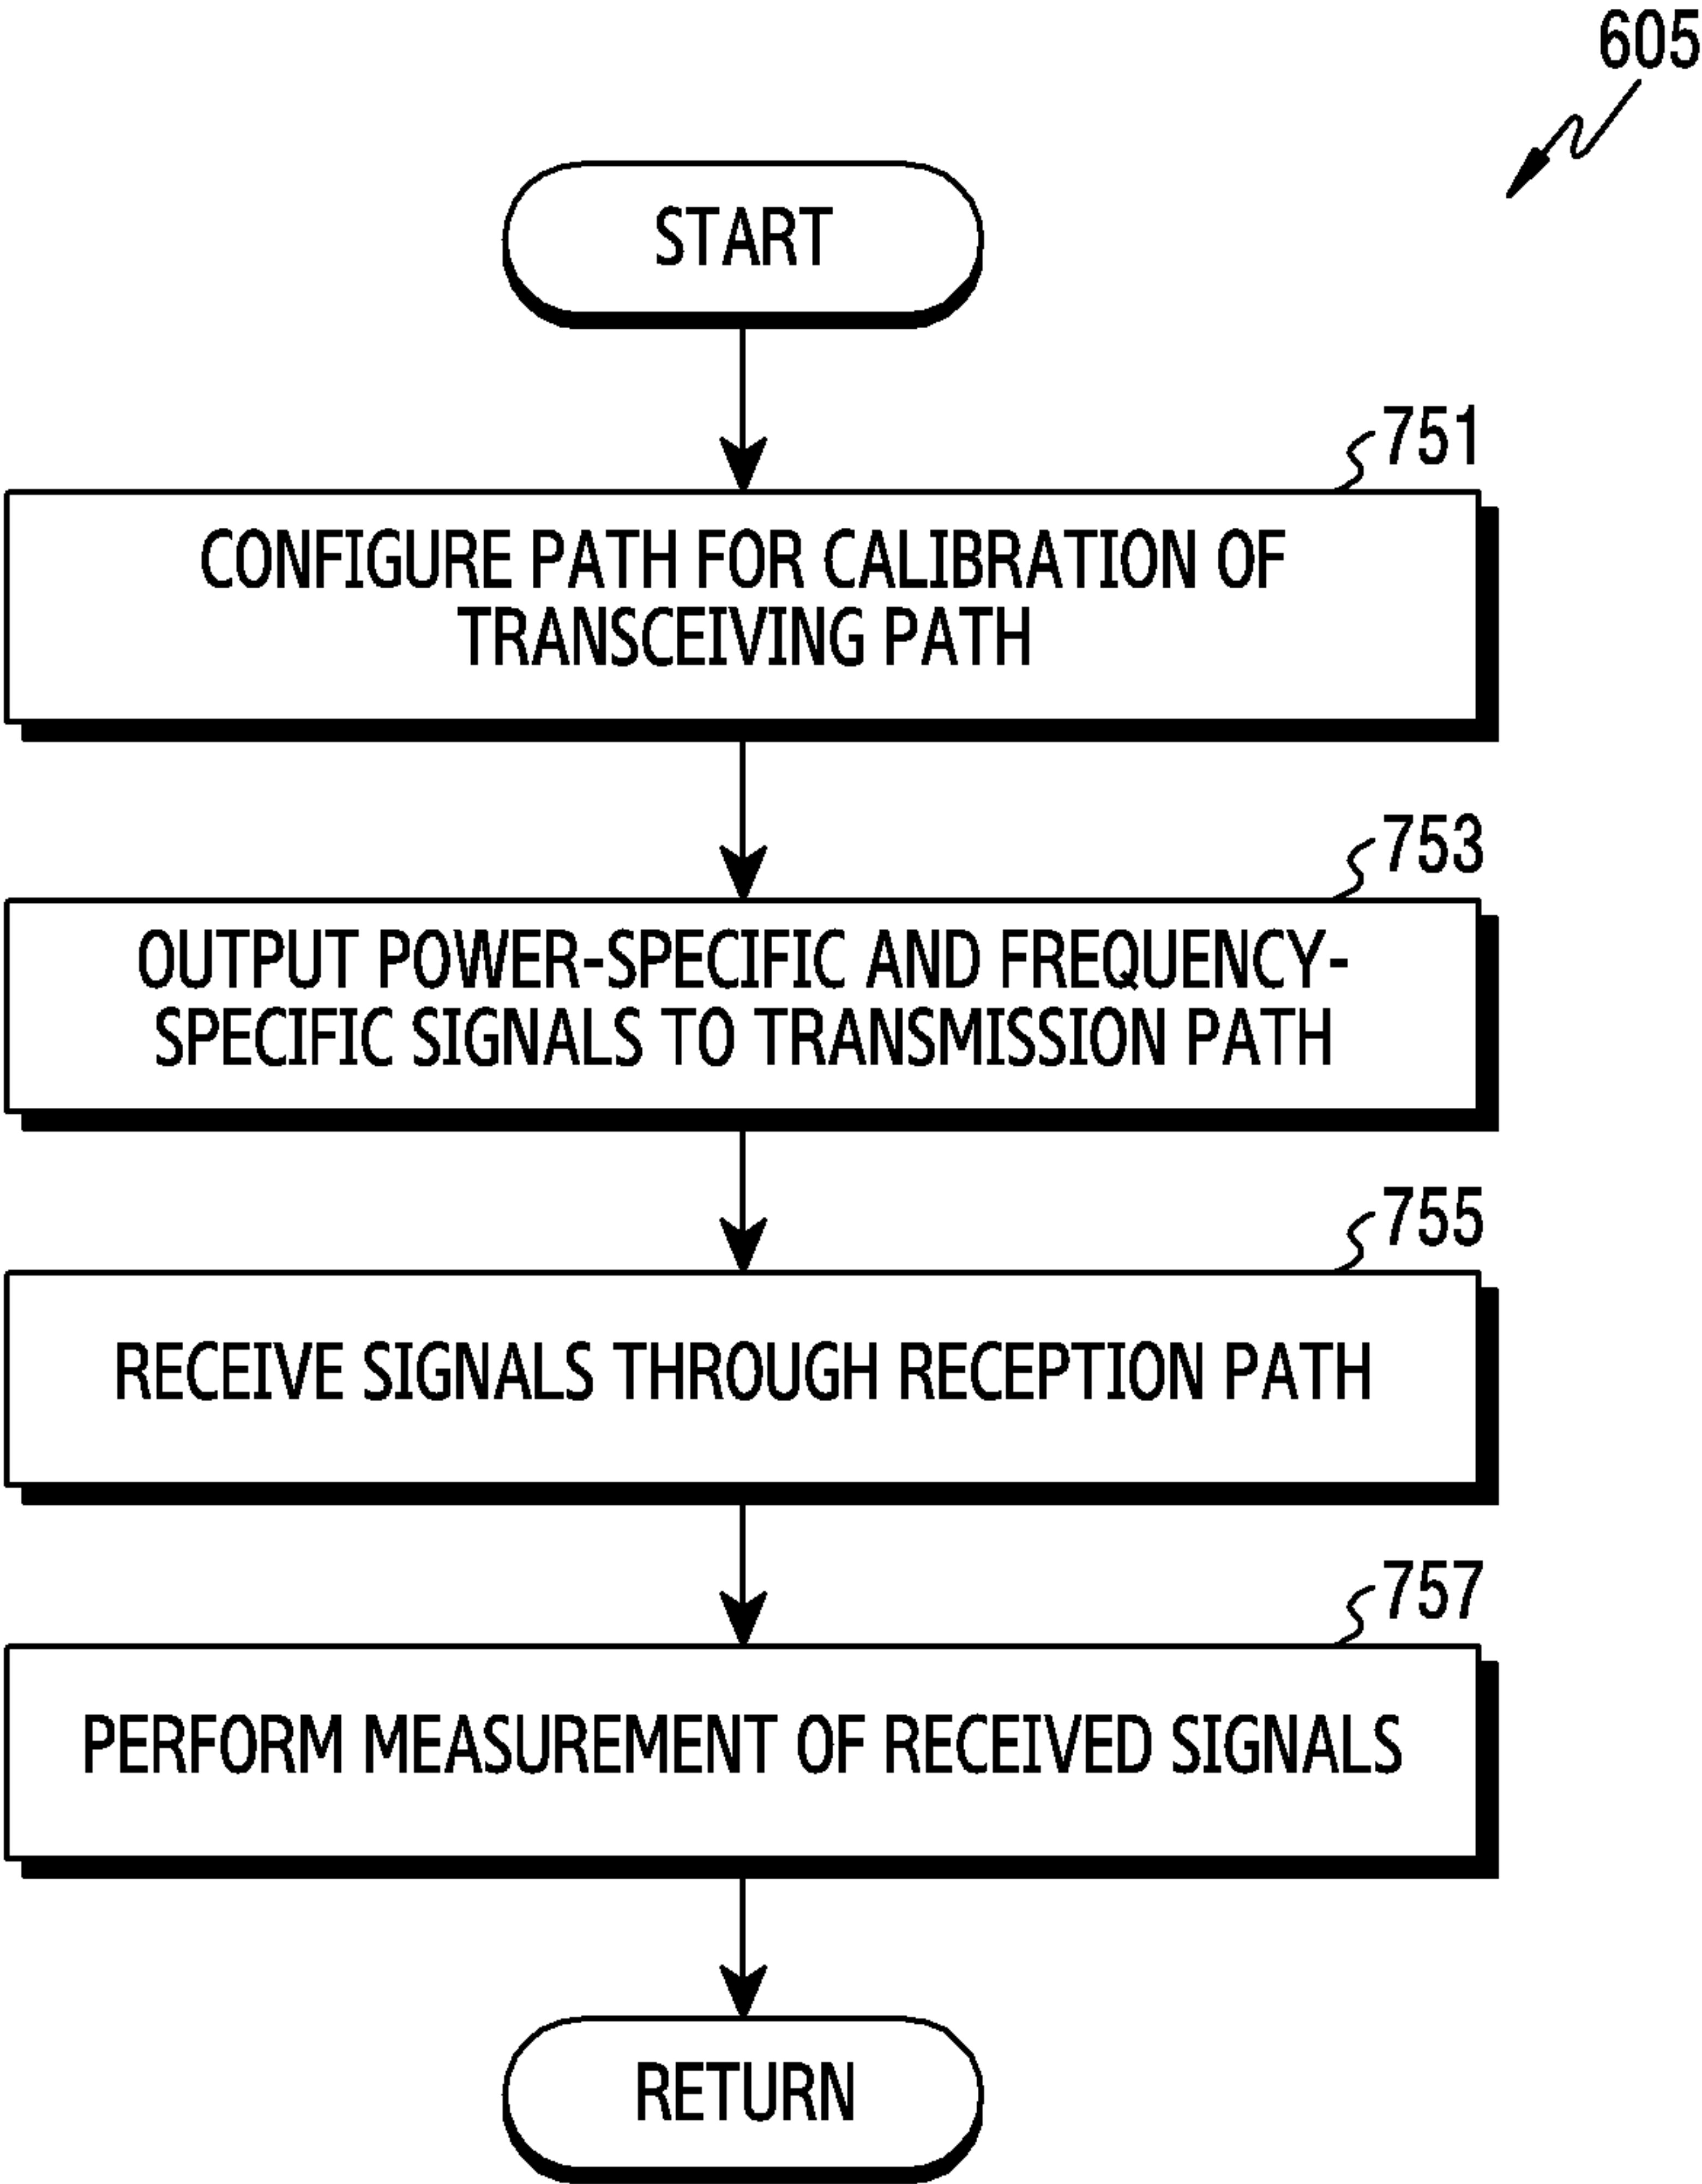 605
START
751
CONFIGURE PATH FOR CALIBRATION OF
TRANSCEIVING PATH
753
OUTPUT POWER-SPECIFIC AND FREQUENCY-
SPECIFIC SIGNALS TO TRANSMISSION PATH
755
RECEIVE SIGNALS THROUGH RECEPTION PATH
757
PERFORM MEASUREMENT OF RECEIVED SIGNALS
RETURN